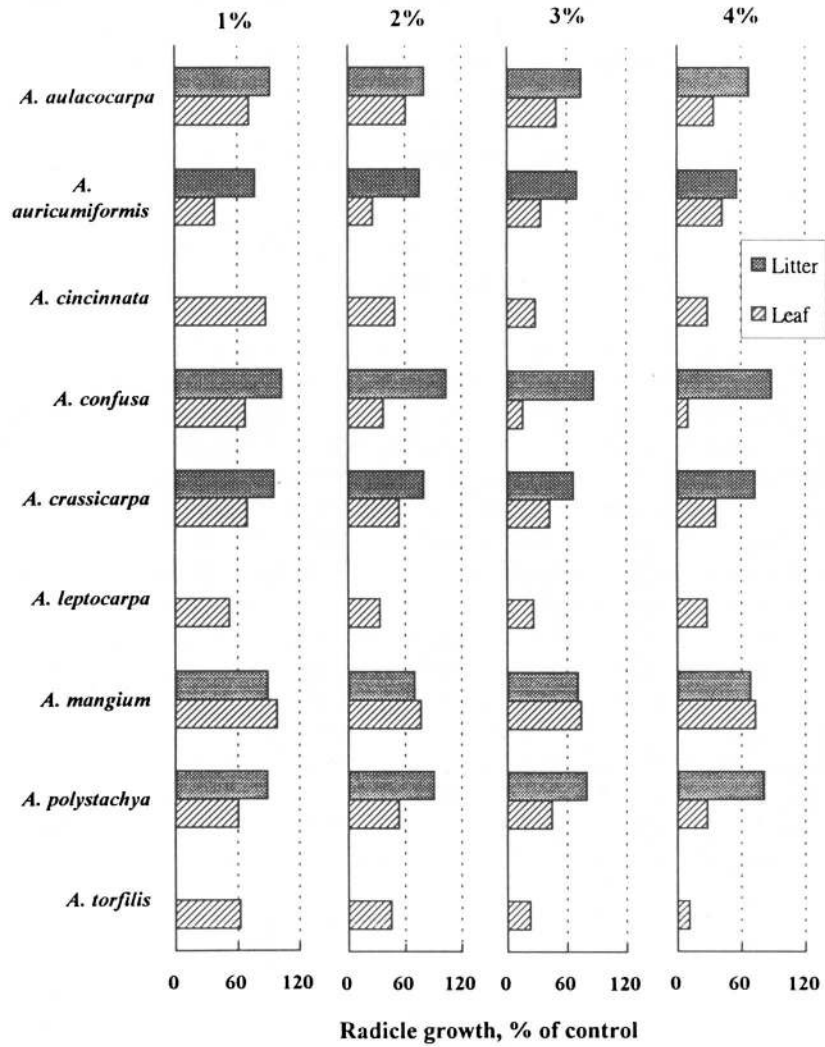 1% 2% 3% 4%
A. aulacocarpa
A.
auricumiformis
Litter
A. cincinnata
Leaf
A. confusa
A. crassicarpa
A. leptocarpa
A. mangium
A. polystachya
A. torfilis
0 60 120 0 60 120 0 60 120 0 60 120
Radicle growth, % of control